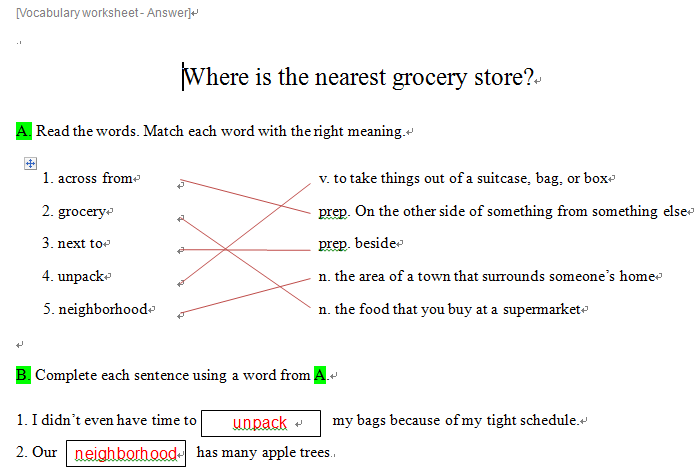 [Vocabulary worksheet - Answer]
Where is the nearest grocery store?
A. Read the words. Match each word with the right meaning.
1. across from v. to take things out of a suitcase, bag, or box
2. grocery prep. On the other side of something from something else
3. next to prep. beside
4. unpack n. the area of a town that surrounds someone's home
5. neighborhood n. the food that you buy at a supermarket
B. Complete each sentence using a word from A.
1. I didn't even have time to unpack my bags because of my tight schedule.
2. Our neighborhood has many apple trees.